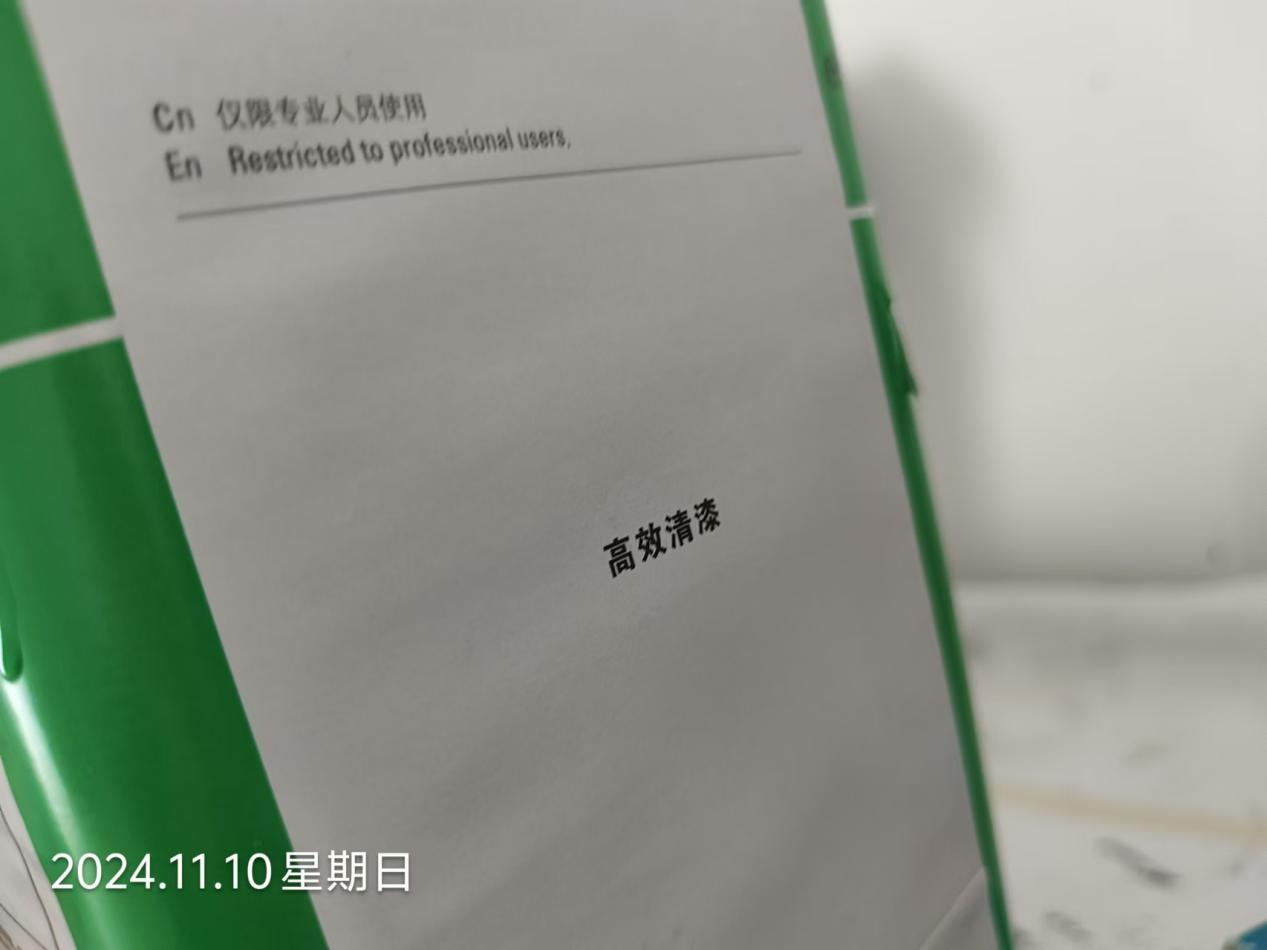 Cn 仅限专业人员使用
En Restricted to professional users.
高效清漆
2024.11.10 星期日